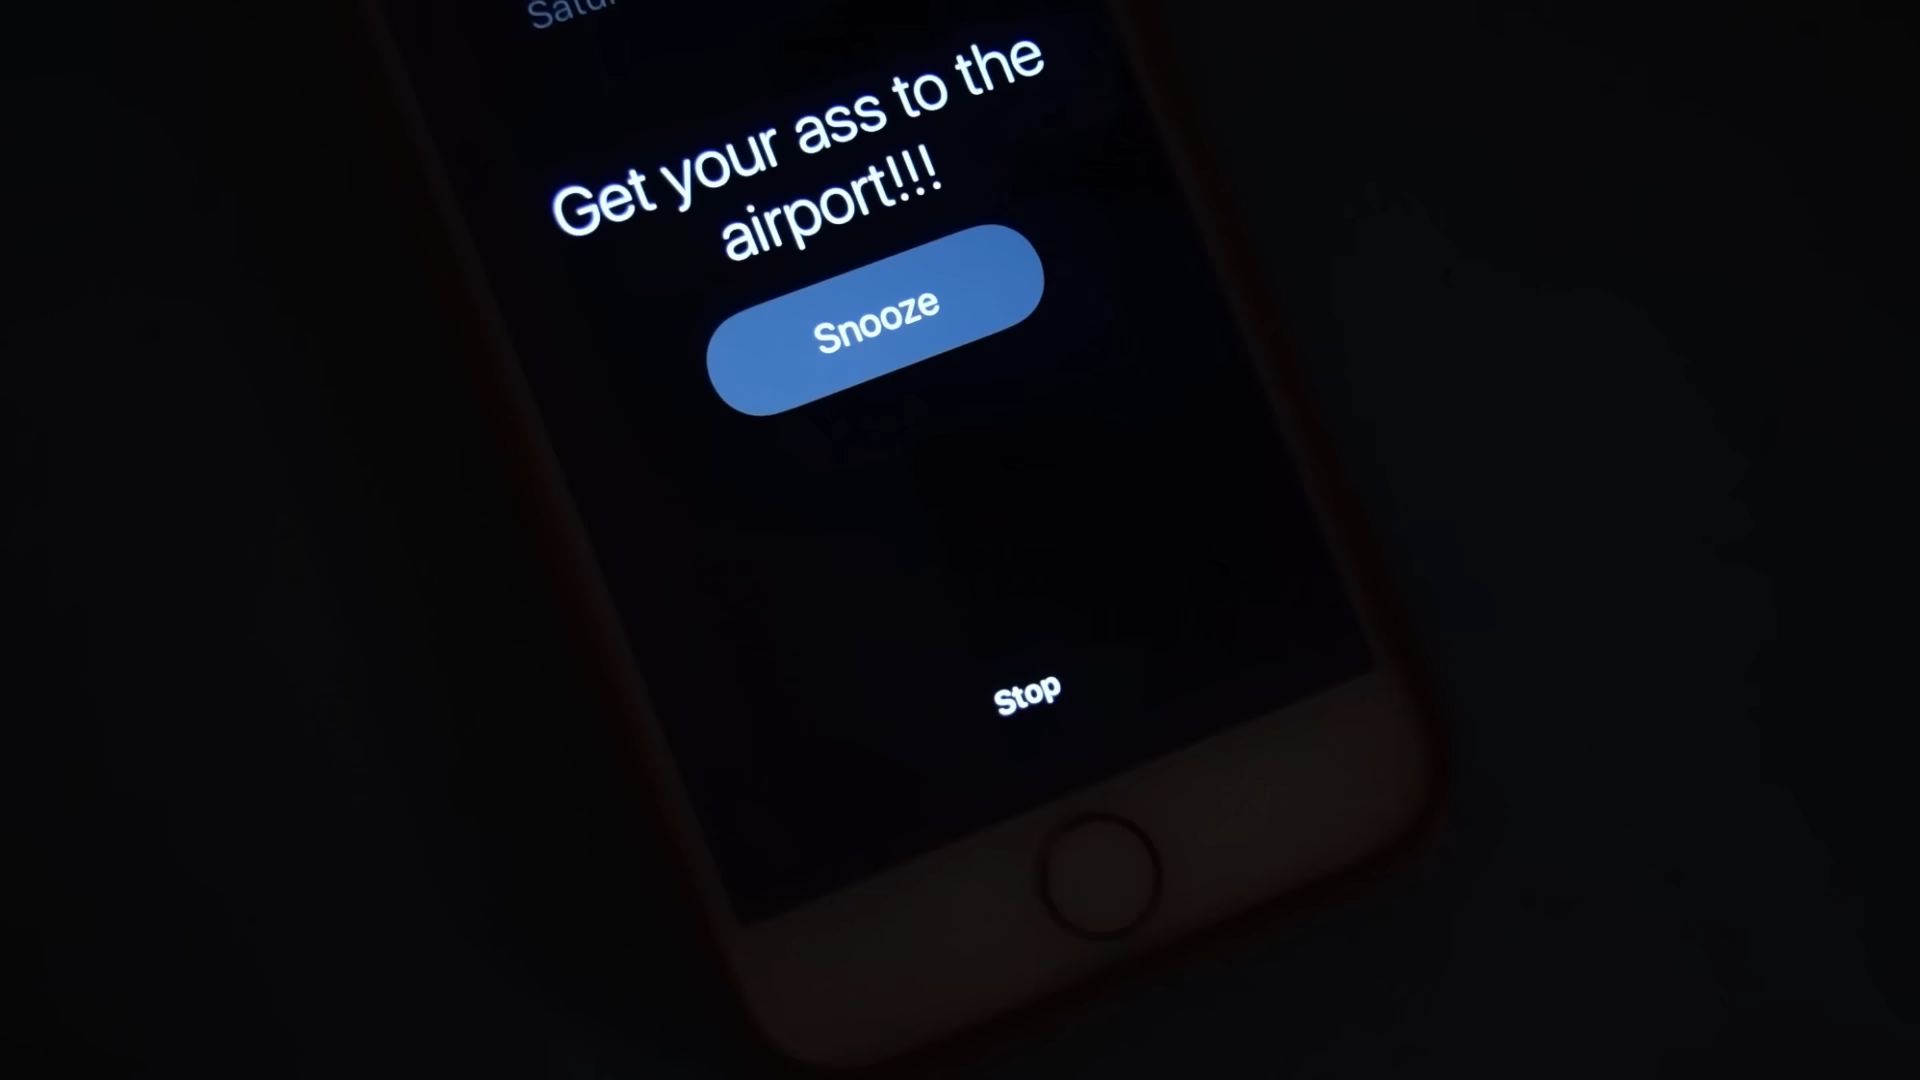 Get your ass to the
airport!!!
Snooze
Stop